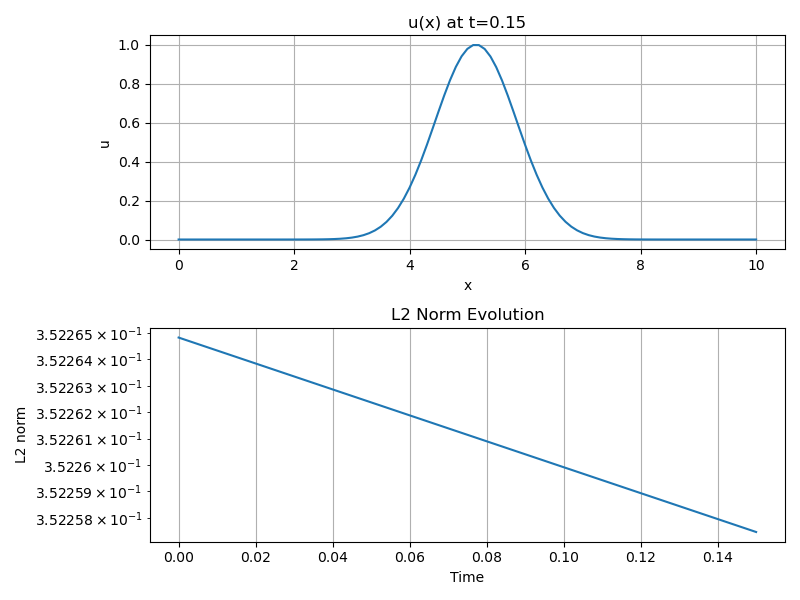 u(x) at t=0.15
1.0
0.8
0.6
0.4
0.2
0.0
u
0 2 4 6 8 10
x
L2 Norm Evolution
3.52265 × 10⁻¹
3.52264 × 10⁻¹
3.52263 × 10⁻¹
3.52262 × 10⁻¹
3.52261 × 10⁻¹
3.5226 × 10⁻¹
3.52259 × 10⁻¹
3.52258 × 10⁻¹
L2 norm
0.00 0.02 0.04 0.06 0.08 0.10 0.12 0.14
Time